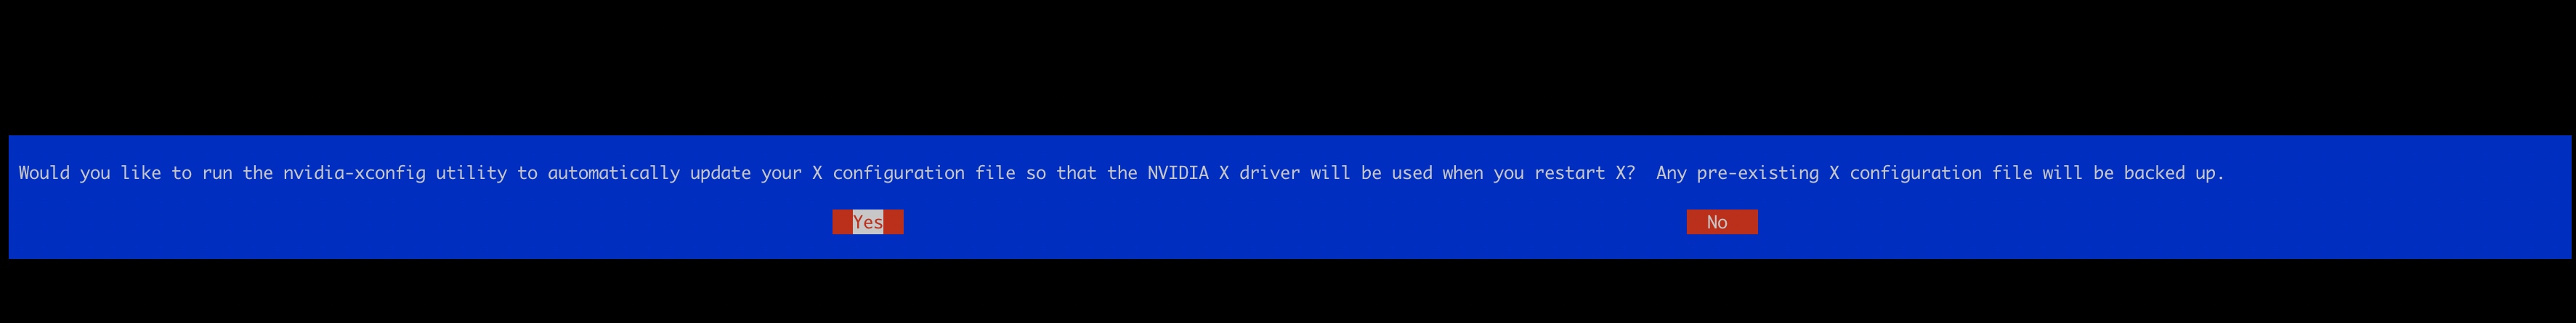 Would you like to run the nvidia-xconfig utility to automatically update your X configuration file so that the NVIDIA X driver will be used when you restart X?  Any pre-existing X configuration file will be backed up.
Yes No